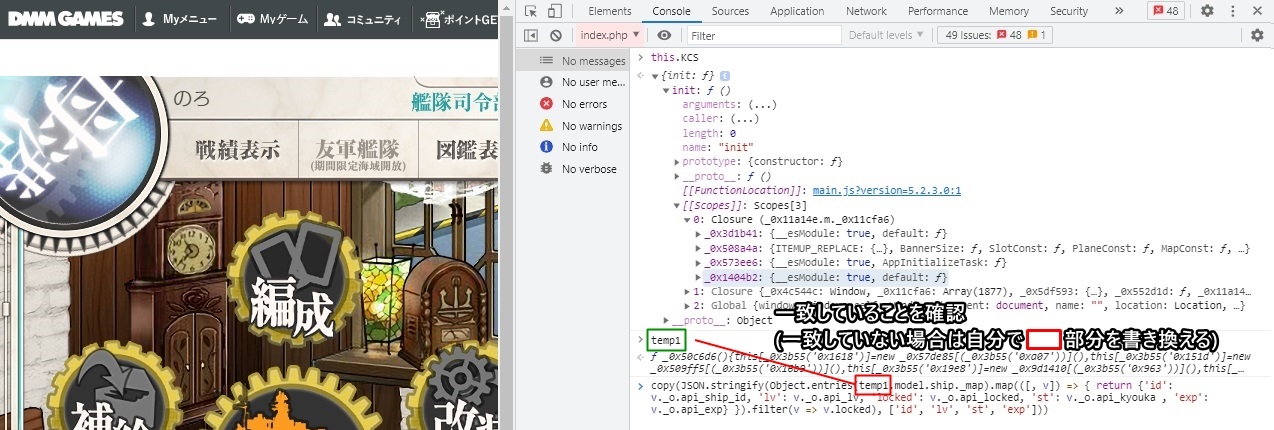 DMM GAMES
Myメニュー
Myゲーム
コミュニティ
ポイントGE
のろ
艦隊司令部
戦績表示
友軍艦隊
(期間限定海域開放)
図鑑表
編成
補給
改装
Elements
Console
Sources
Network
Performance
Memory
Security
»
48
index.php ▼
Filter
Default levels ▼
49 Issues: 48 1
No messages
No user me...
No errors
No warnings
No info
No verbose
this.KCS
{init: ƒ}
init: ƒ ()
arguments: (...)
caller: (...)
length: 0
name: "init"
prototype: {constructor: ƒ}
__proto__: ƒ ()
[[FunctionLocation]]: main.js?version=5.2.3.0:1
[[Scopes]]: Scopes[3]
0: Closure (_0x11a14e.m._0x11cfa6)
_0x3d1b41: {__esModule: true, default: ƒ}
_0x508a4a: {ITEMUP_REPLACE: {…}, BannerSize: ƒ, SlotConst: ƒ, PlaneConst: ƒ, MapConst: ƒ, …}
_0x573ee6: {__esModule: true, AppInitializeTask: ƒ}
_0x1404b2: {__esModule: true, default: ƒ}
1: Closure {_0x4c544c: Window, _0x11cfa6: Array(1877), _0x5df593: {…}, _0x552d1d: ƒ, _0x11a14…
2: Global {window: Window, document: document, name: "", location: Location, …
__proto__: Object
一致していることを確認
(一致していない場合は自分で 部分を書き換える)
temp1
ƒ _0x50c6d6(){this[_0x3b55('0x1618')]=new _0x57de85[(_0x3b55('0xa07'))](),this[_0x3b55('0x151d')]=new
_0x509ff5[(_0x3b55('0x1eb9'))](),this[_0x3b55('0x19e8')]=new _0x9d1410[(_0x3b55('0x963'))](),this[_…
copy(JSON.stringify(Object.entries(temp1.model.ship._map).map(([, v]) => { return {'id':
v._o.api_ship_id, 'lv': v._o.api_lv, 'locked': v._o.api_locked, 'st': v._o.api_kyouka , 'exp':
v._o.api_exp} }).filter(v => v.locked), ['id', 'lv', 'st', 'exp']))